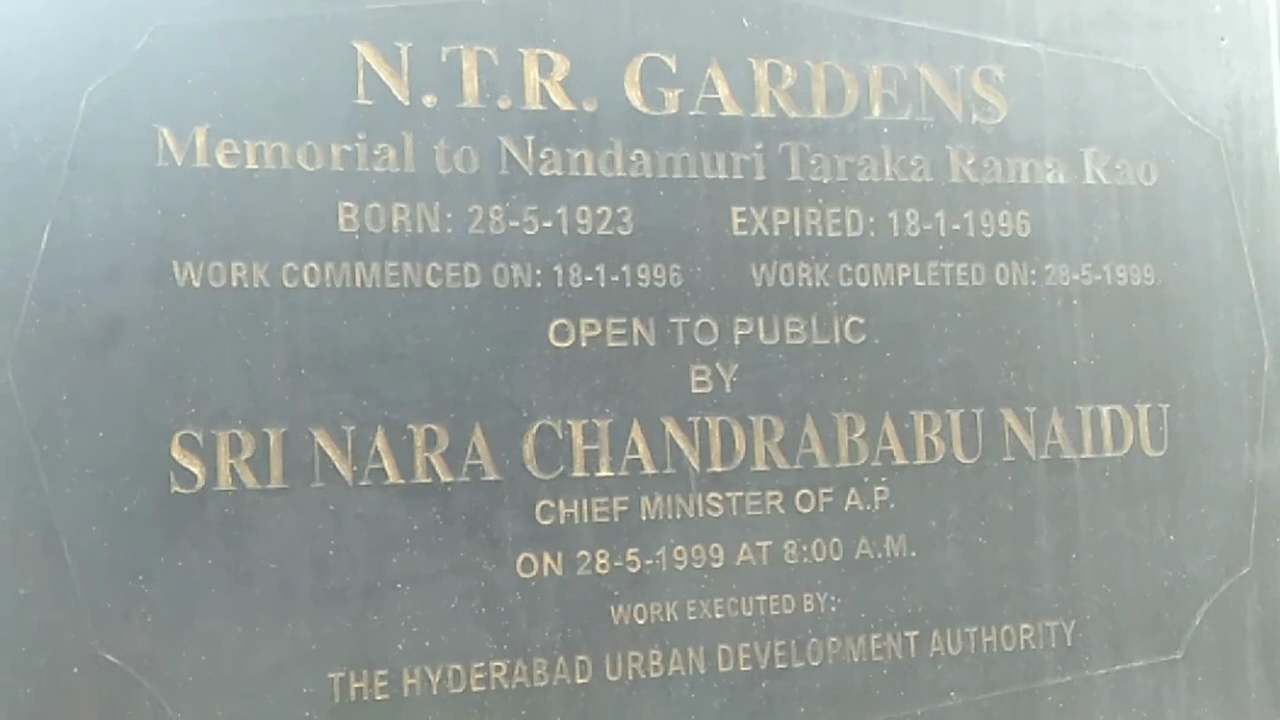 N.T.R. GARDENS
Memorial to Nandamuri Taraka Rama Rao
BORN: 28-5-1923 EXPIRED: 18-1-1996
WORK COMMENCED ON: 18-1-1996 WORK COMPLETED ON: 28-5-1999.
OPEN TO PUBLIC
BY
SRI NARA CHANDRABABU NAIDU
CHIEF MINISTER OF A.P.
ON 28-5-1999 AT 8:00 A.M.
WORK EXECUTED BY:
THE HYDERABAD URBAN DEVELOPMENT AUTHORITY